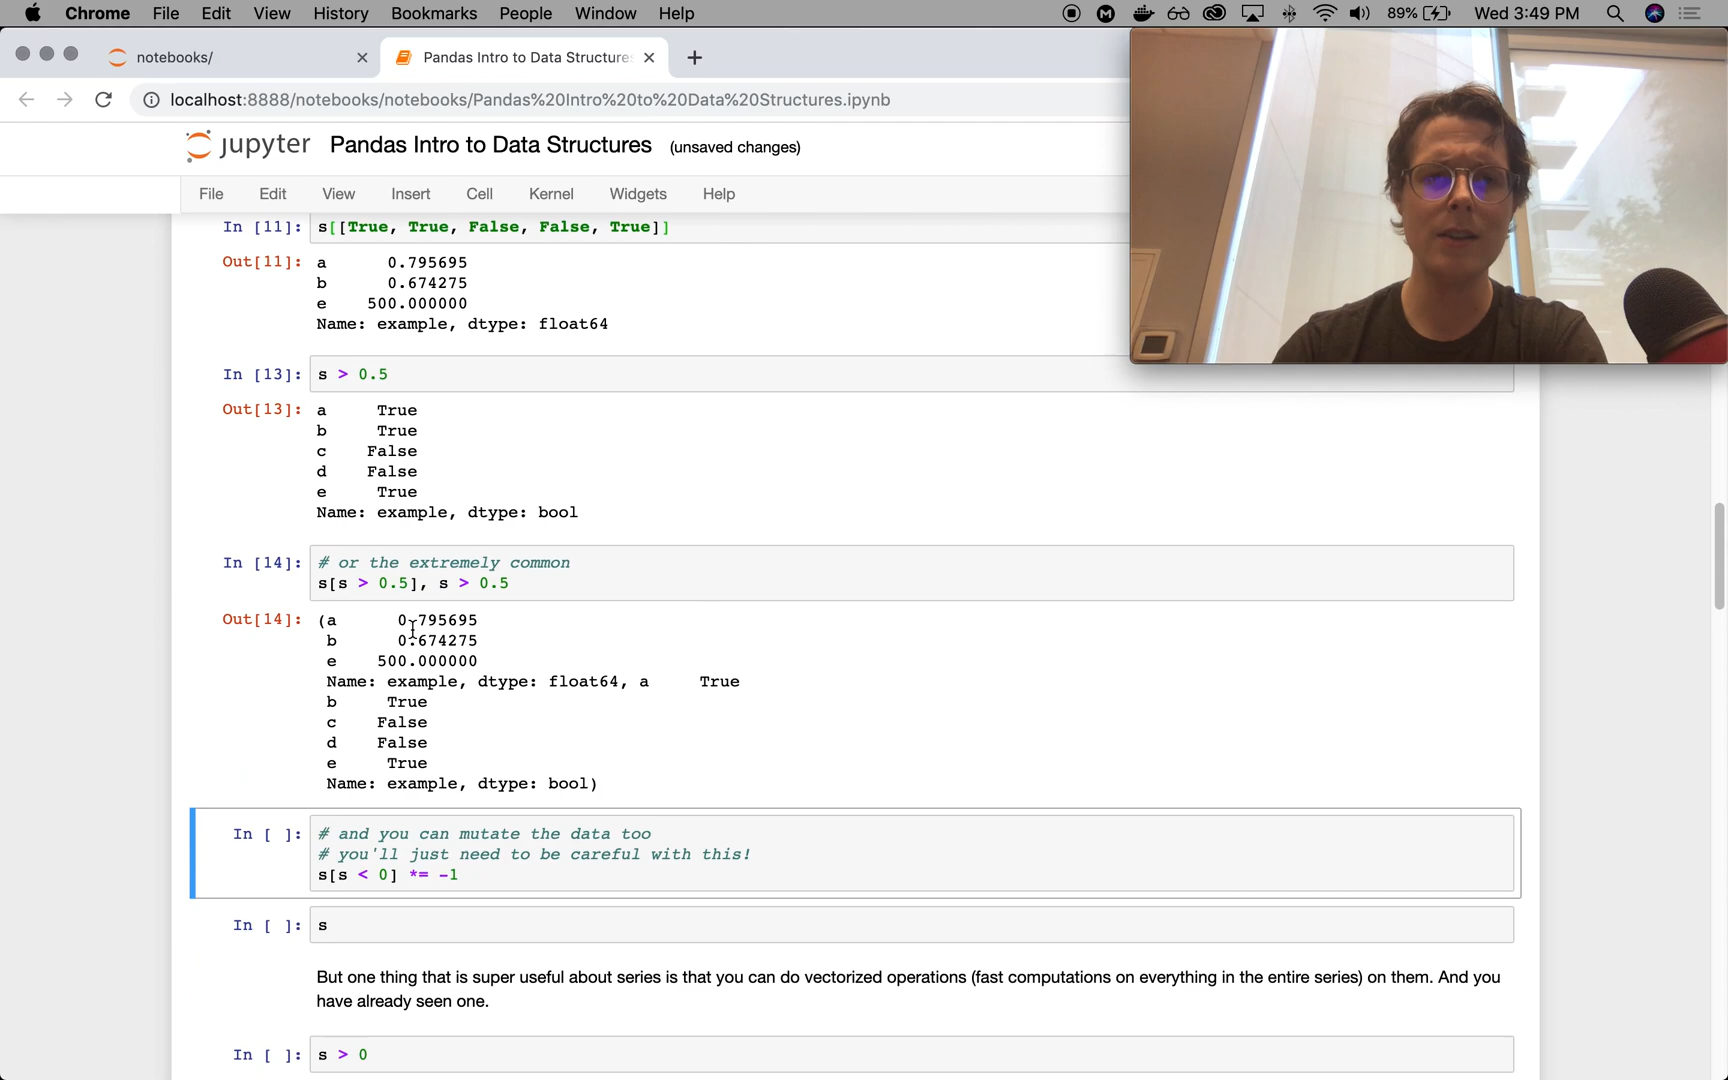 Chrome File Edit View History Bookmarks People Window Help 89% Wed 3:49 PM
notebooks/ Pandas Intro to Data Structures
localhost:8888/notebooks/notebooks/Pandas%20Intro%20to%20Data%20Structures.ipynb
jupyter Pandas Intro to Data Structures (unsaved changes)
File Edit View Insert Cell Kernel Widgets Help
In [11]: s[[True, True, False, False, True]]
Out[11]: a 0.795695
b 0.674275
e 500.000000
Name: example, dtype: float64
In [13]: s > 0.5
Out[13]: a True
b True
c False
d False
e True
Name: example, dtype: bool
In [14]: # or the extremely common
s[s > 0.5], s > 0.5
Out[14]: (a 0.795695
b 0.674275
e 500.000000
Name: example, dtype: float64, a True
b True
c False
d False
e True
Name: example, dtype: bool)
In [ ]: # and you can mutate the data too
# you'll just need to be careful with this!
s[s < 0] *= -1
In [ ]: s
But one thing that is super useful about series is that you can do vectorized operations (fast computations on everything in the entire series) on them. And you
have already seen one.
In [ ]: s > 0